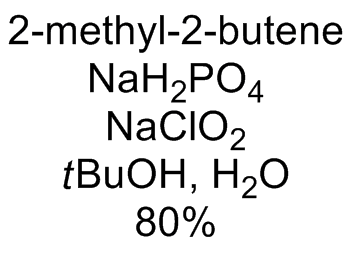 2-methyl-2-butene
NaH₂PO₄
NaClO₂
tBuOH, H₂O
80%